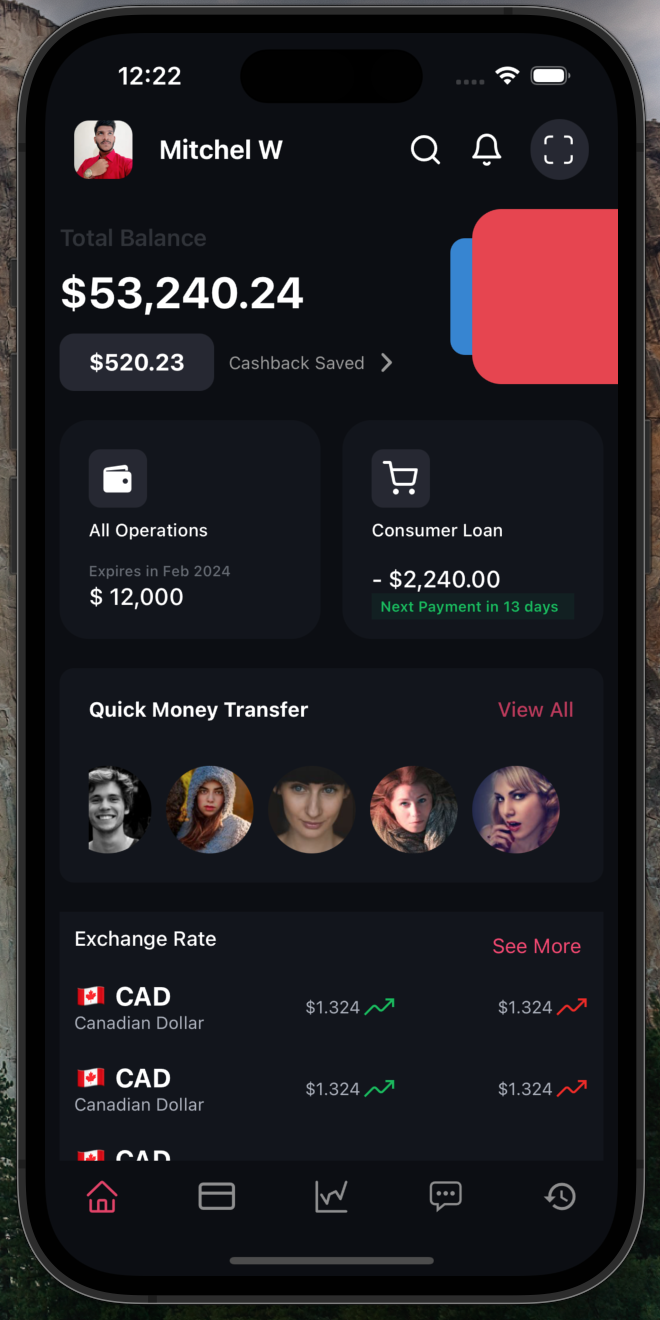 12:22
Mitchel W
Total Balance
$53,240.24
$520.23
Cashback Saved
All Operations
Expires in Feb 2024
$ 12,000
Consumer Loan
- $2,240.00
Next Payment in 13 days
Quick Money Transfer
View All
Exchange Rate
See More
CAD
$1.324
$1.324
Canadian Dollar
CAD
$1.324
$1.324
Canadian Dollar
CAD